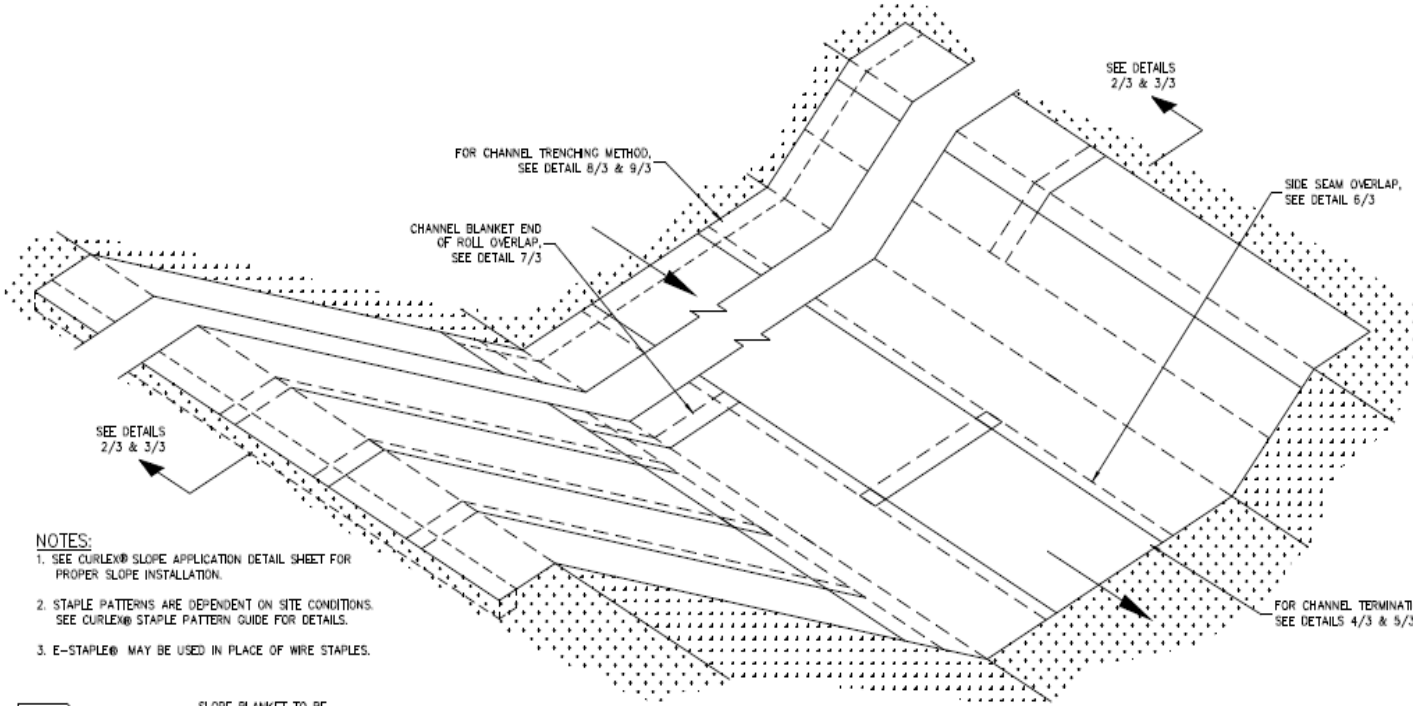 SEE DETAILS
2/3 & 3/3
FOR CHANNEL TRENCHING METHOD,
SEE DETAIL 8/3 & 9/3
SIDE SEAM OVERLAP,
SEE DETAIL 6/3
CHANNEL BLANKET END
OF ROLL OVERLAP,
SEE DETAIL 7/3
SEE DETAILS
2/3 & 3/3
NOTES:
1. SEE CURLEX® SLOPE APPLICATION DETAIL SHEET FOR
PROPER SLOPE INSTALLATION.
2. STAPLE PATTERNS ARE DEPENDENT ON SITE CONDITIONS.
SEE CURLEX® STAPLE PATTERN GUIDE FOR DETAILS.
3. E-STAPLE® MAY BE USED IN PLACE OF WIRE STAPLES.
FOR CHANNEL TERMINATI
SEE DETAILS 4/3 & 5/3
SLOPE BLANKET TO BE